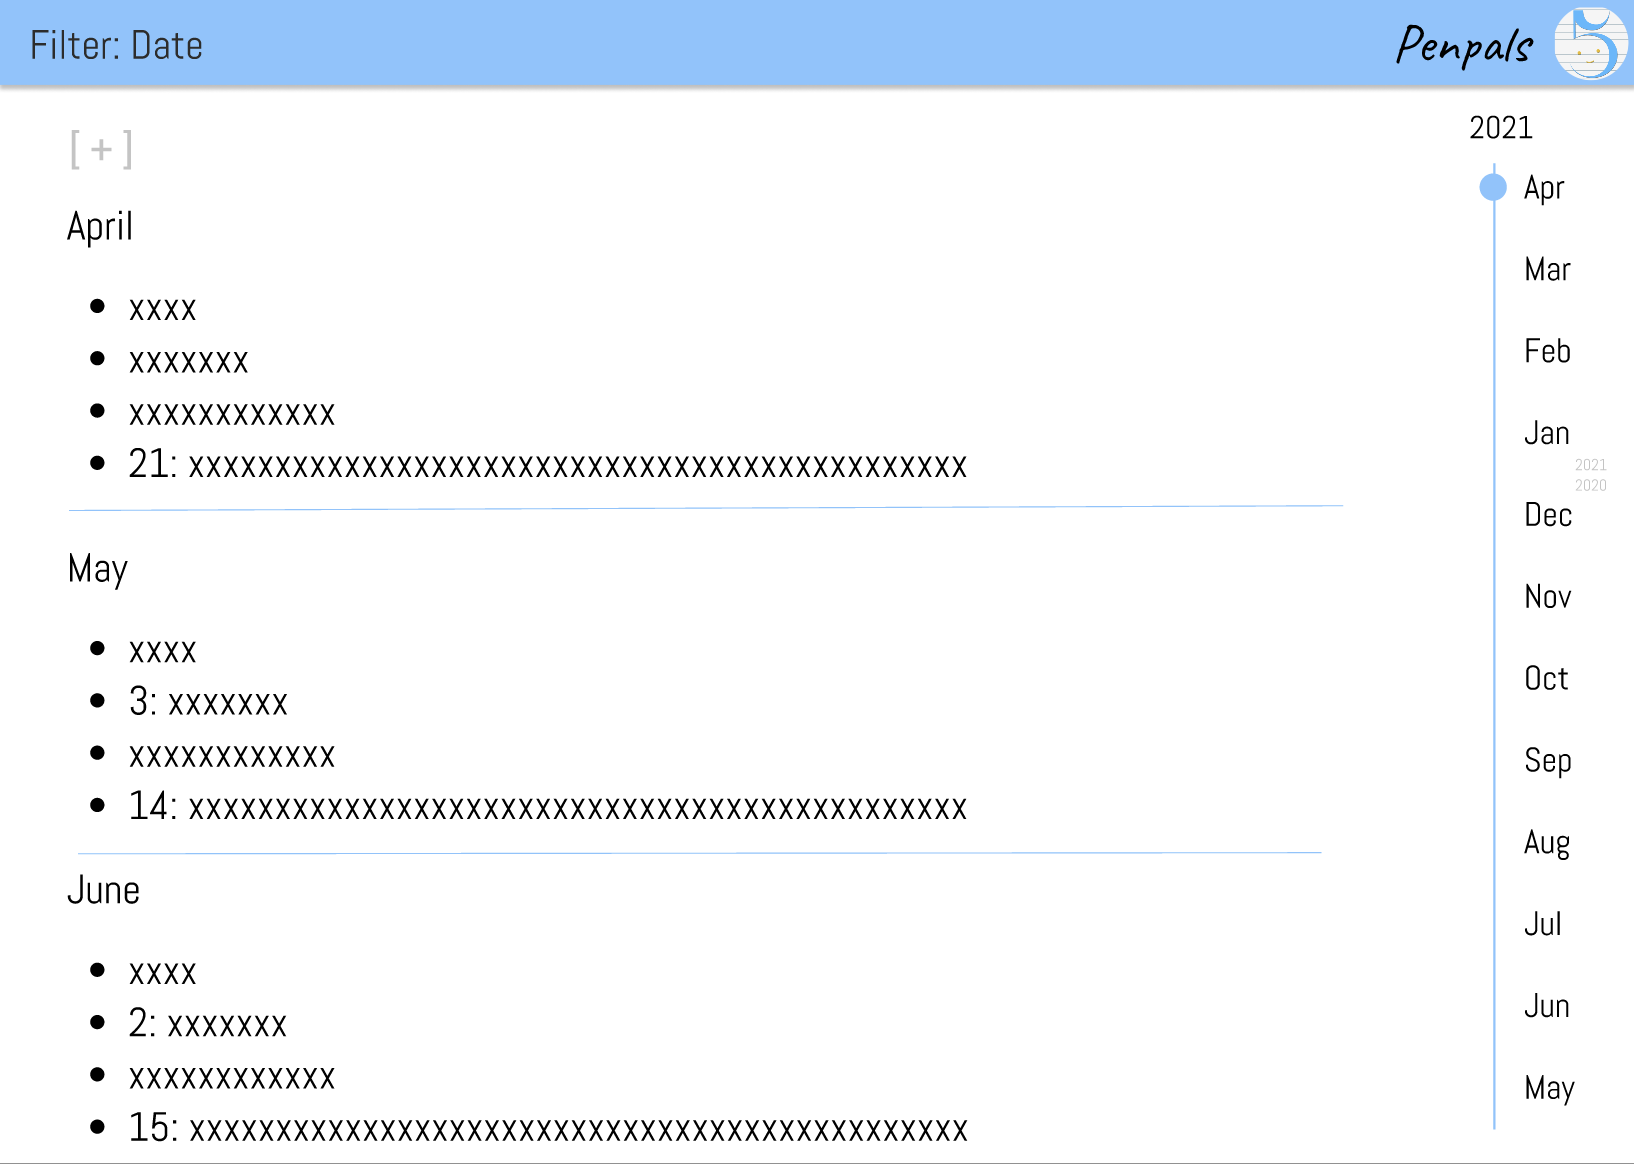 Filter: Date
Penpals
[ + ]
April
xxxx
xxxxxxx
xxxxxxxxxxxx
21: xxxxxxxxxxxxxxxxxxxxxxxxxxxxxxxxxxxxxxxxxxxxx
May
xxxx
3: xxxxxxx
xxxxxxxxxxxx
14: xxxxxxxxxxxxxxxxxxxxxxxxxxxxxxxxxxxxxxxxxxxxx
June
xxxx
2: xxxxxxx
xxxxxxxxxxxx
15: xxxxxxxxxxxxxxxxxxxxxxxxxxxxxxxxxxxxxxxxxxxxx
2021
Apr
Mar
Feb
Jan
2021
2020
Dec
Nov
Oct
Sep
Aug
Jul
Jun
May